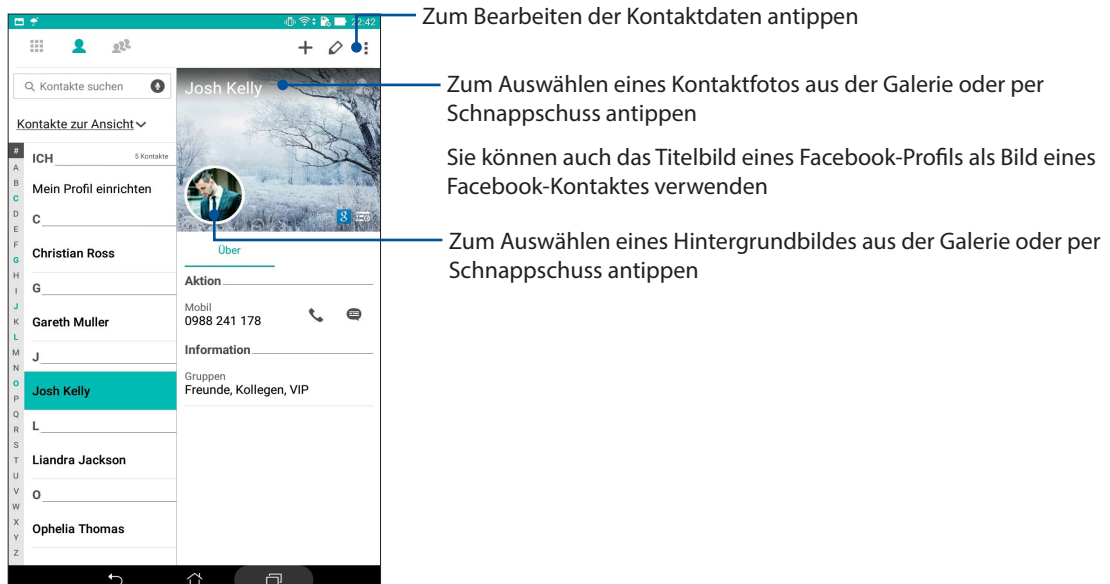 22:42
Zum Bearbeiten der Kontaktdaten antippen
Kontakte suchen
Josh Kelly
Zum Auswählen eines Kontaktfotos aus der Galerie oder per
Schnappschuss antippen
Sie können auch das Titelbild eines Facebook-Profils als Bild eines
Facebook-Kontaktes verwenden
Zum Auswählen eines Hintergrundbildes aus der Galerie oder per
Schnappschuss antippen
Kontakte zur Ansicht
#
A
B
C
D
E
F
G
H
I
J
K
L
M
N
O
P
Q
R
S
T
U
V
W
X
Y
Z
ICH 5 Kontakte
Mein Profil einrichten
C
Christian Ross
G
Gareth Muller
J
Josh Kelly
L
Liandra Jackson
O
Ophelia Thomas
8
Über
Aktion
Mobil
0988 241 178
Information
Gruppen
Freunde, Kollegen, VIP